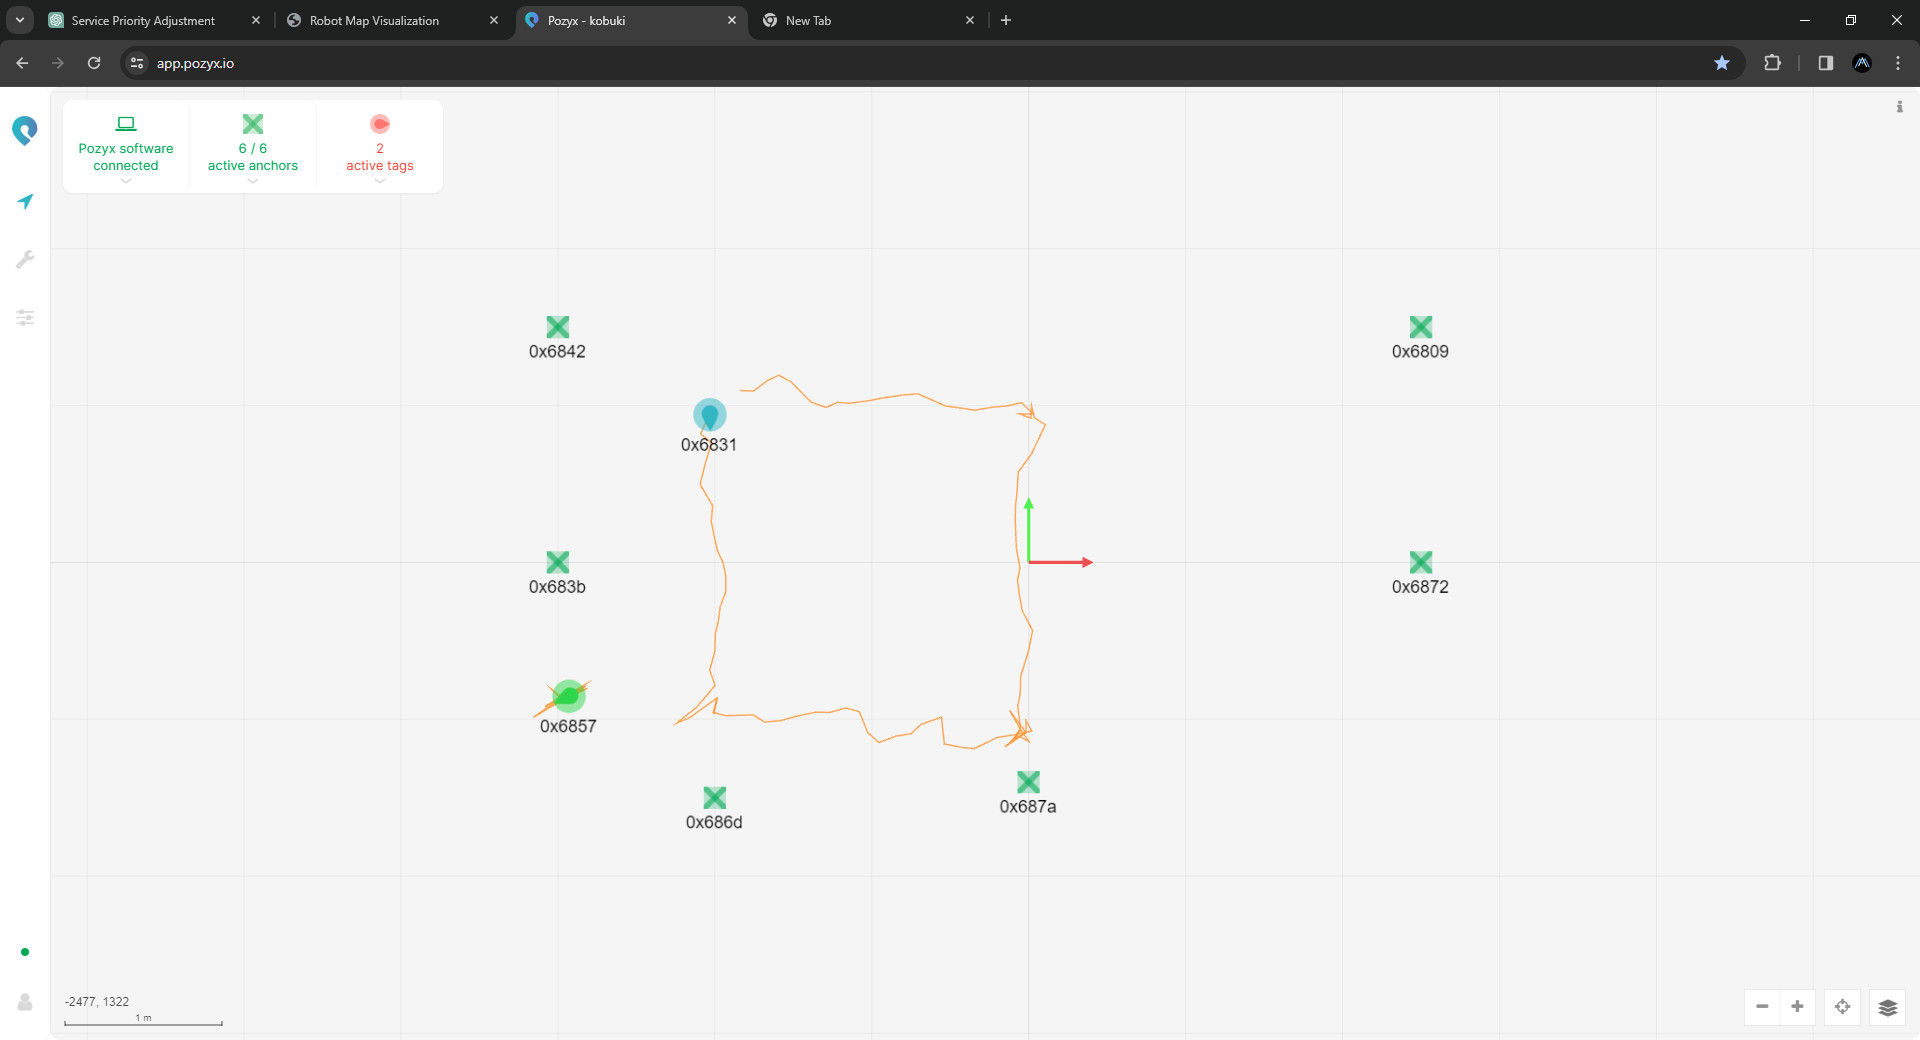 Service Priority Adjustment
Robot Map Visualization
Pozyx - kobuki
New Tab
app.pozyx.io
Pozyx software
connected
6 / 6
active anchors
2
active tags
0x6842
0x6809
0x6831
0x683b
0x6872
0x6857
0x687a
0x686d
-2477, 1322
1 m